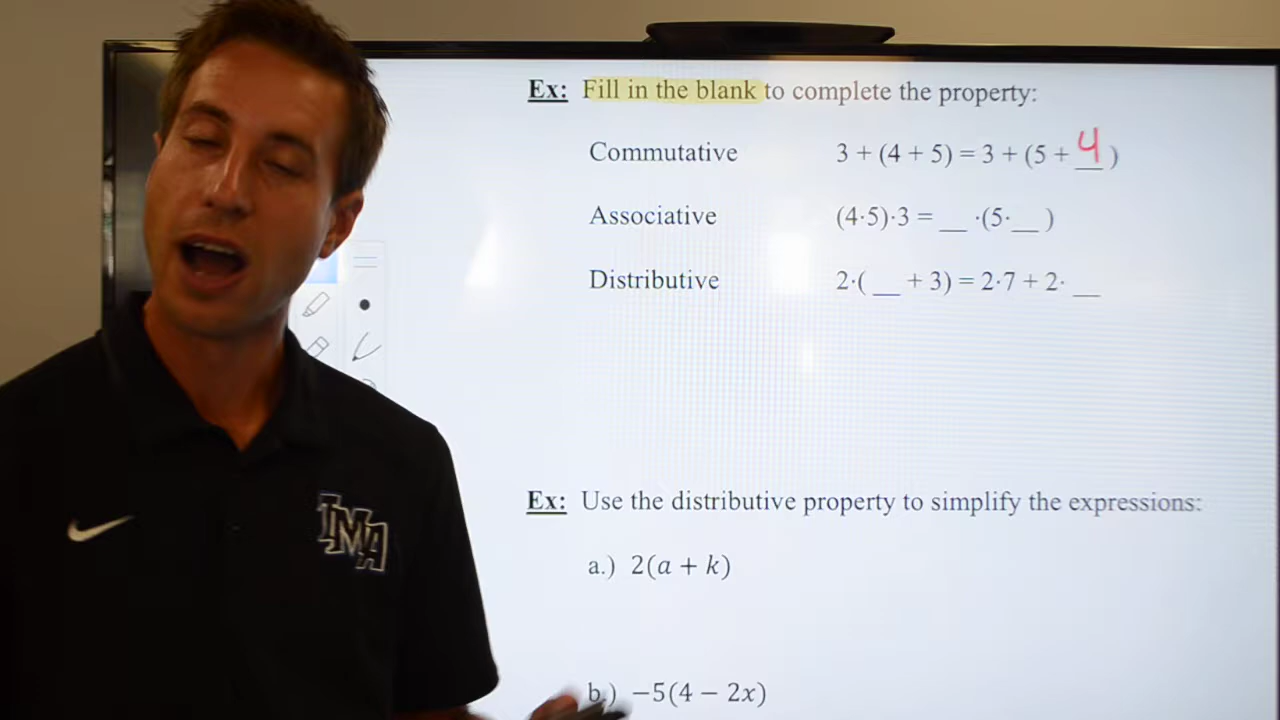 Ex: Fill in the blank to complete the property:
Commutative 3 + (4 + 5) = 3 + (5 + 4)
Associative (4·5)·3 = __ ·(5·__ )
Distributive 2·( __ + 3) = 2·7 + 2· __
Ex: Use the distributive property to simplify the expressions:
a.) 2(a + k)
b.) −5(4 − 2x)
IMA